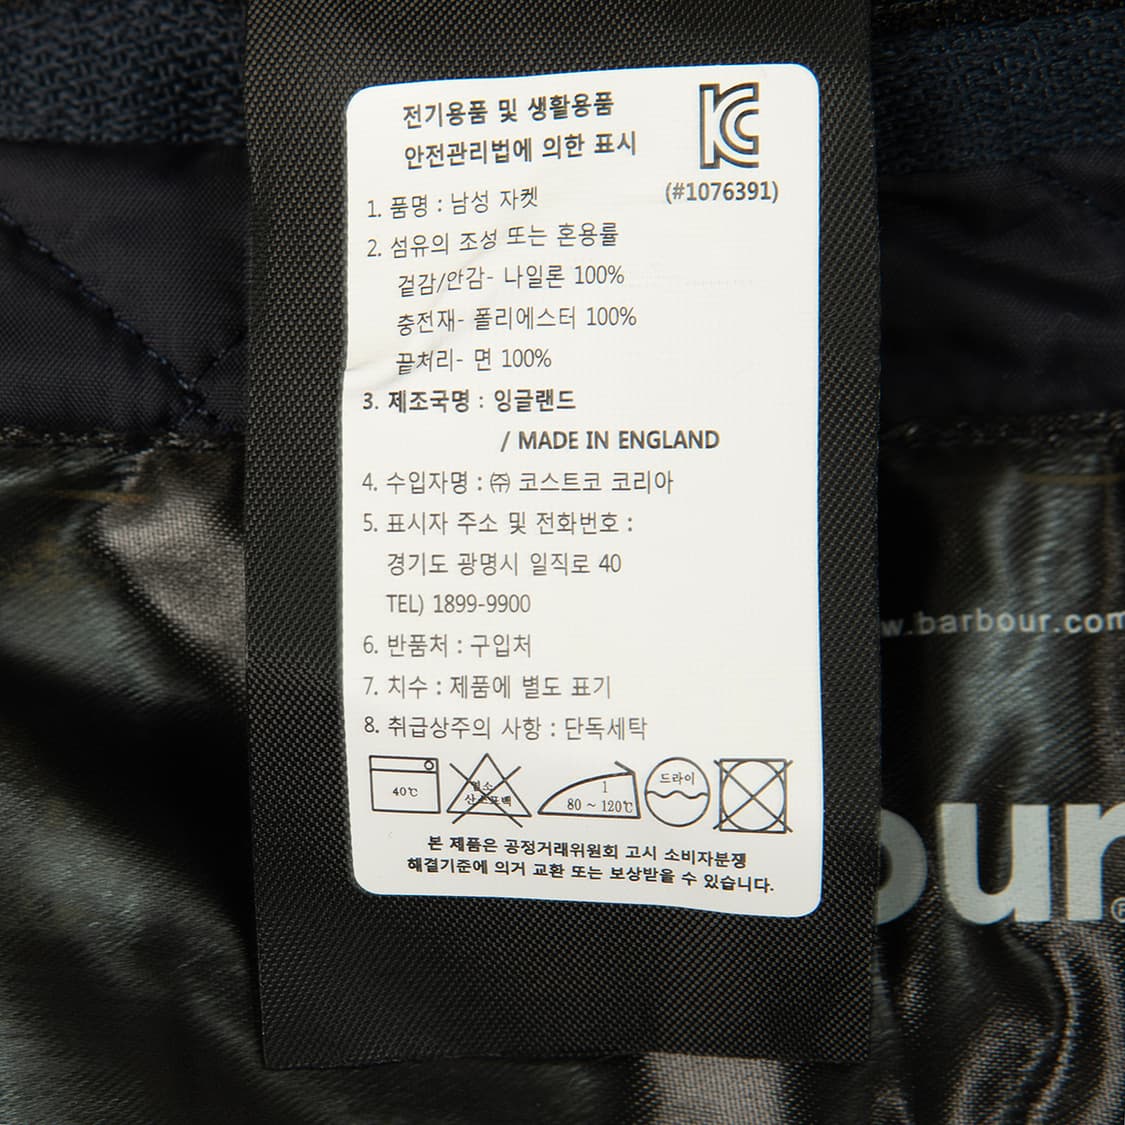 전기용품 및 생활용품
안전관리법에 의한 표시
KC
(#1076391)
1. 품명 : 남성 자켓
2. 섬유의 조성 또는 혼용률
겉감/안감- 나일론 100%
충전재- 폴리에스터 100%
끝처리- 면 100%
3. 제조국명 : 잉글랜드
/ MADE IN ENGLAND
4. 수입자명 : ㈜ 코스트코 코리아
5. 표시자 주소 및 전화번호 :
경기도 광명시 일직로 40
TEL) 1899-9900
6. 반품처 : 구입처
7. 치수 : 제품에 별도 표기
8. 취급상주의 사항 : 단독세탁
40℃
염소
산소표백
1
80 ~ 120℃
드라이
본 제품은 공정거래위원회 고시 소비자분쟁
해결기준에 의거 교환 또는 보상받을 수 있습니다.
w.barbour.com
our®